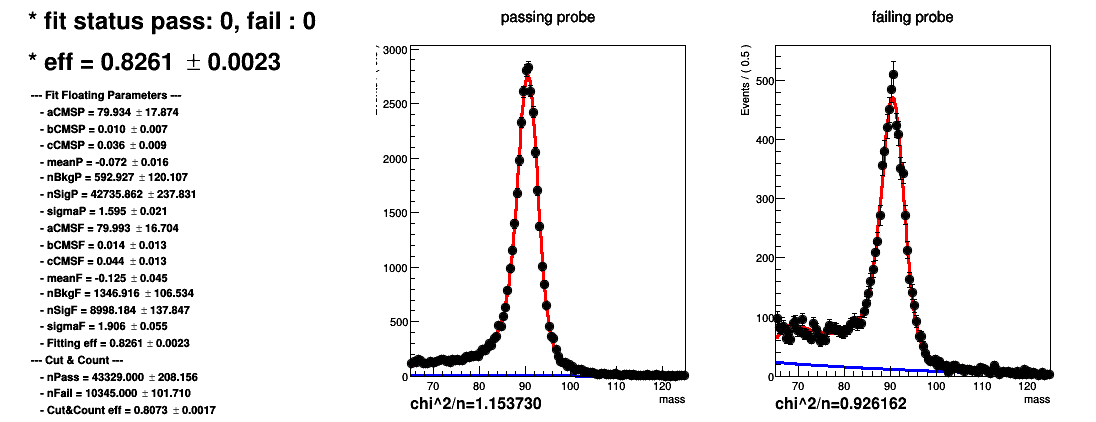 * fit status pass: 0, fail : 0
* eff = 0.8261 ± 0.0023
--- Fit Floating Parameters ---
- aCMSP = 79.934 ± 17.874
- bCMSP = 0.010 ± 0.007
- cCMSP = 0.036 ± 0.009
- meanP = -0.072 ± 0.016
- nBkgP = 592.927 ± 120.107
- nSigP = 42735.862 ± 237.831
- sigmaP = 1.595 ± 0.021
- aCMSF = 79.993 ± 16.704
- bCMSF = 0.014 ± 0.013
- cCMSF = 0.044 ± 0.013
- meanF = -0.125 ± 0.045
- nBkgF = 1346.916 ± 106.534
- nSigF = 8998.184 ± 137.847
- sigmaF = 1.906 ± 0.055
- Fitting eff = 0.8261 ± 0.0023
--- Cut & Count ---
- nPass = 43329.000 ± 208.156
- nFail = 10345.000 ± 101.710
- Cut&Count eff = 0.8073 ± 0.0017
passing probe
3000
2500
2000
1500
1000
500
0
70 80 90 100 110 120
mass
chi^2/n=1.153730
failing probe
Events / ( 0.5 )
500
400
300
200
100
0
70 80 90 100 110 120
mass
chi^2/n=0.926162